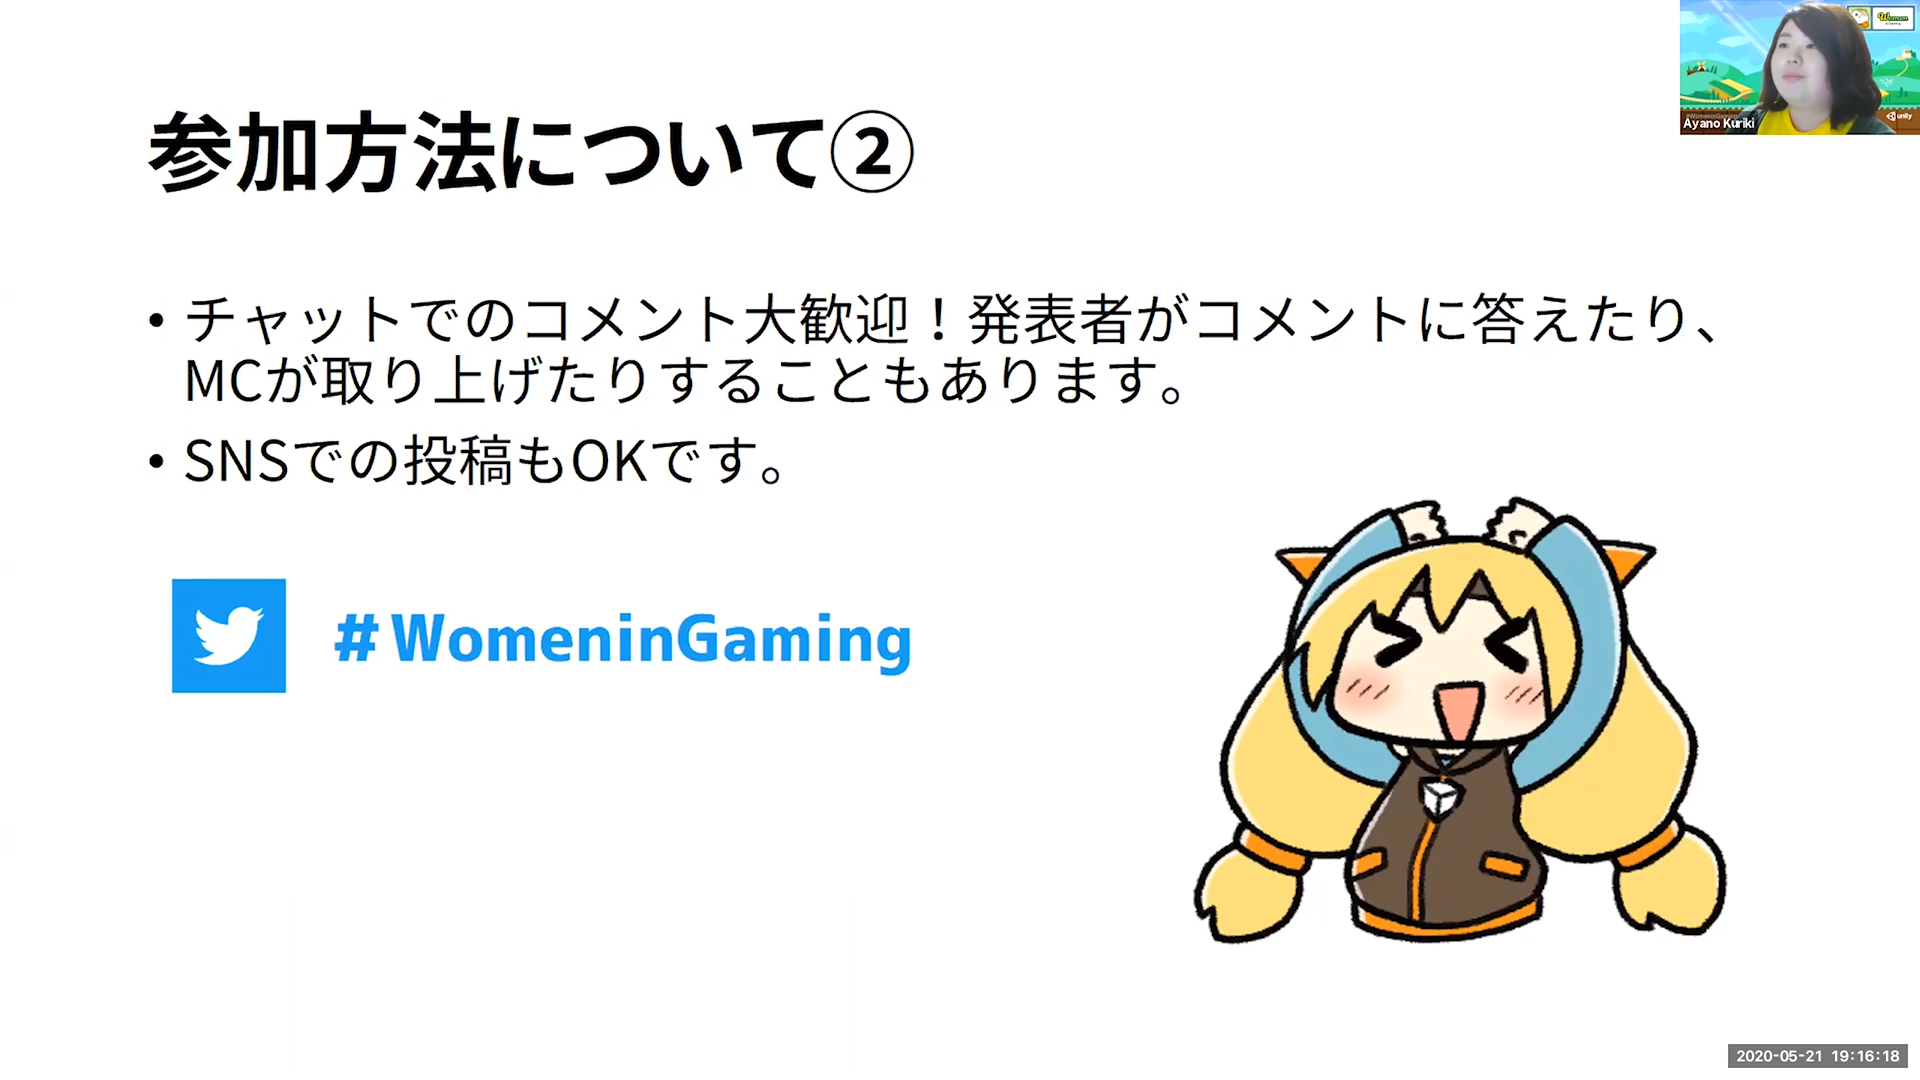 参加方法について②
• チャットでのコメント大歓迎！発表者がコメントに答えたり、
MCが取り上げたりすることもあります。
• SNSでの投稿もOKです。
#WomeninGaming
Women
#WomeninGaming
unity
Ayano Kuriki
2020-05-21 19:16:18